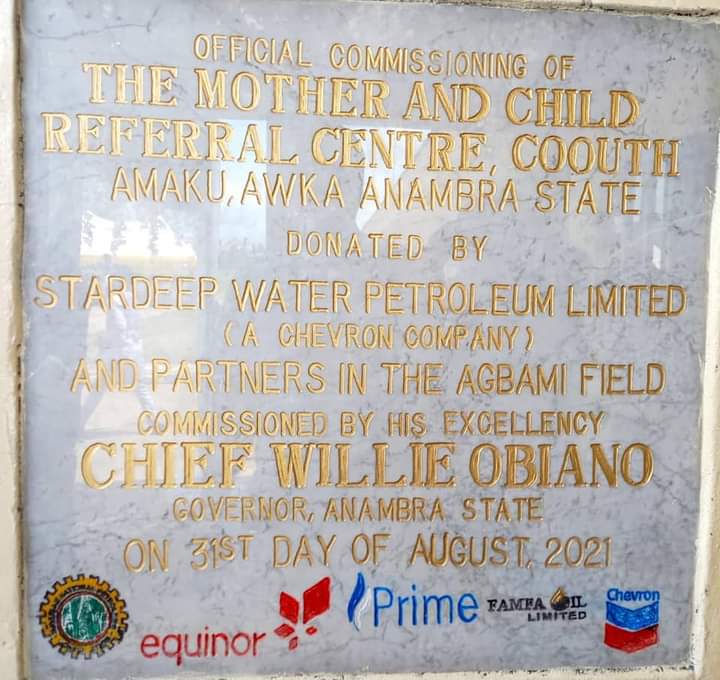 OFFICIAL COMMISSIONING OF
THE MOTHER AND CHILD
REFERRAL CENTRE, COOUTH
AMAKU, AWKA ANAMBRA STATE
DONATED BY
STARDEEP WATER PETROLEUM LIMITED
( A CHEVRON COMPANY )
AND PARTNERS IN THE AGBAMI FIELD
COMMISSIONED BY HIS EXCELLENCY
CHIEF WILLIE OBIANO
GOVERNOR, ANAMBRA STATE
ON 31ST DAY OF AUGUST, 2021
equinor
Prime
FAMFA OIL
LIMITED
Chevron